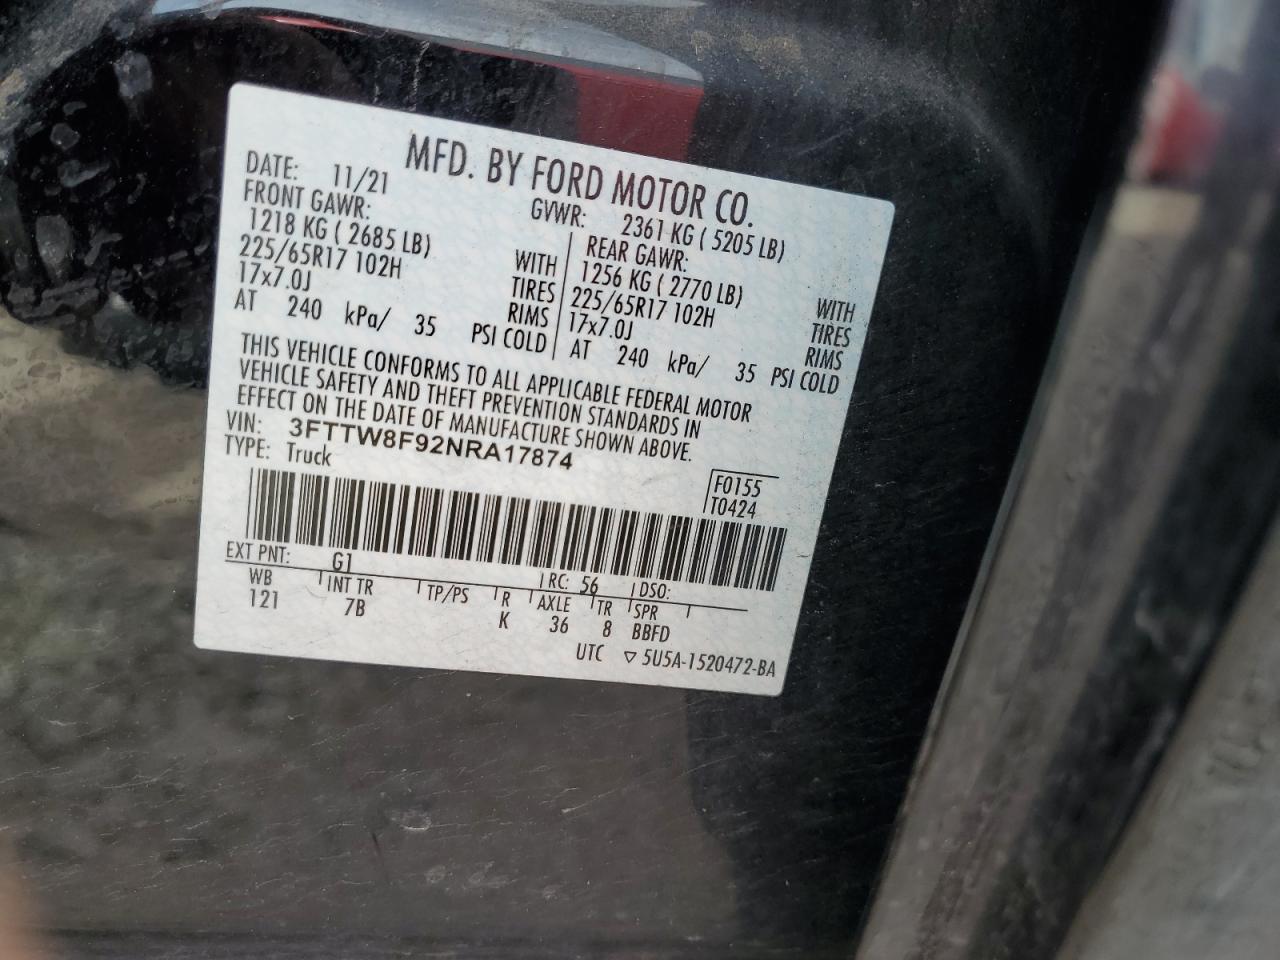 MFD. BY FORD MOTOR CO.
DATE: 11/21 GVWR: 2361 KG ( 5205 LB)
FRONT GAWR: REAR GAWR:
1218 KG ( 2685 LB) WITH 1256 KG ( 2770 LB) WITH
225/65R17 102H TIRES 225/65R17 102H TIRES
17x7.0J RIMS 17x7.0J RIMS
AT 240 kPa/ 35 PSI COLD AT 240 kPa/ 35 PSI COLD
THIS VEHICLE CONFORMS TO ALL APPLICABLE FEDERAL MOTOR
VEHICLE SAFETY AND THEFT PREVENTION STANDARDS IN
EFFECT ON THE DATE OF MANUFACTURE SHOWN ABOVE.
VIN: 3FTTW8F92NRA17874
TYPE: Truck
F0155
T0424
EXT PNT: G1 RC: 56 DSO:
WB INT TR TP/PS R AXLE TR SPR
121 7B K 36 8 BBFD
UTC ▽ 5U5A-1520472-BA